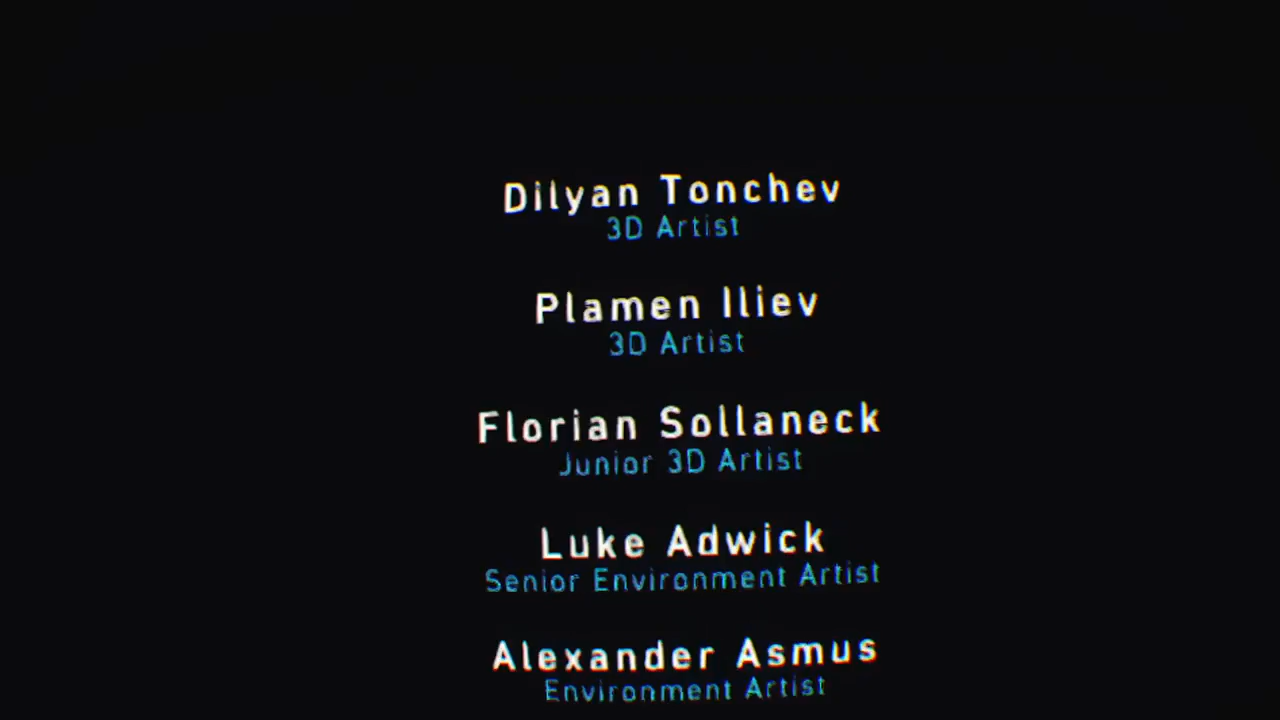 Dilyan Tonchev
3D Artist
Plamen Iliev
3D Artist
Florian Sollaneck
Junior 3D Artist
Luke Adwick
Senior Environment Artist
Alexander Asmus
Environment Artist